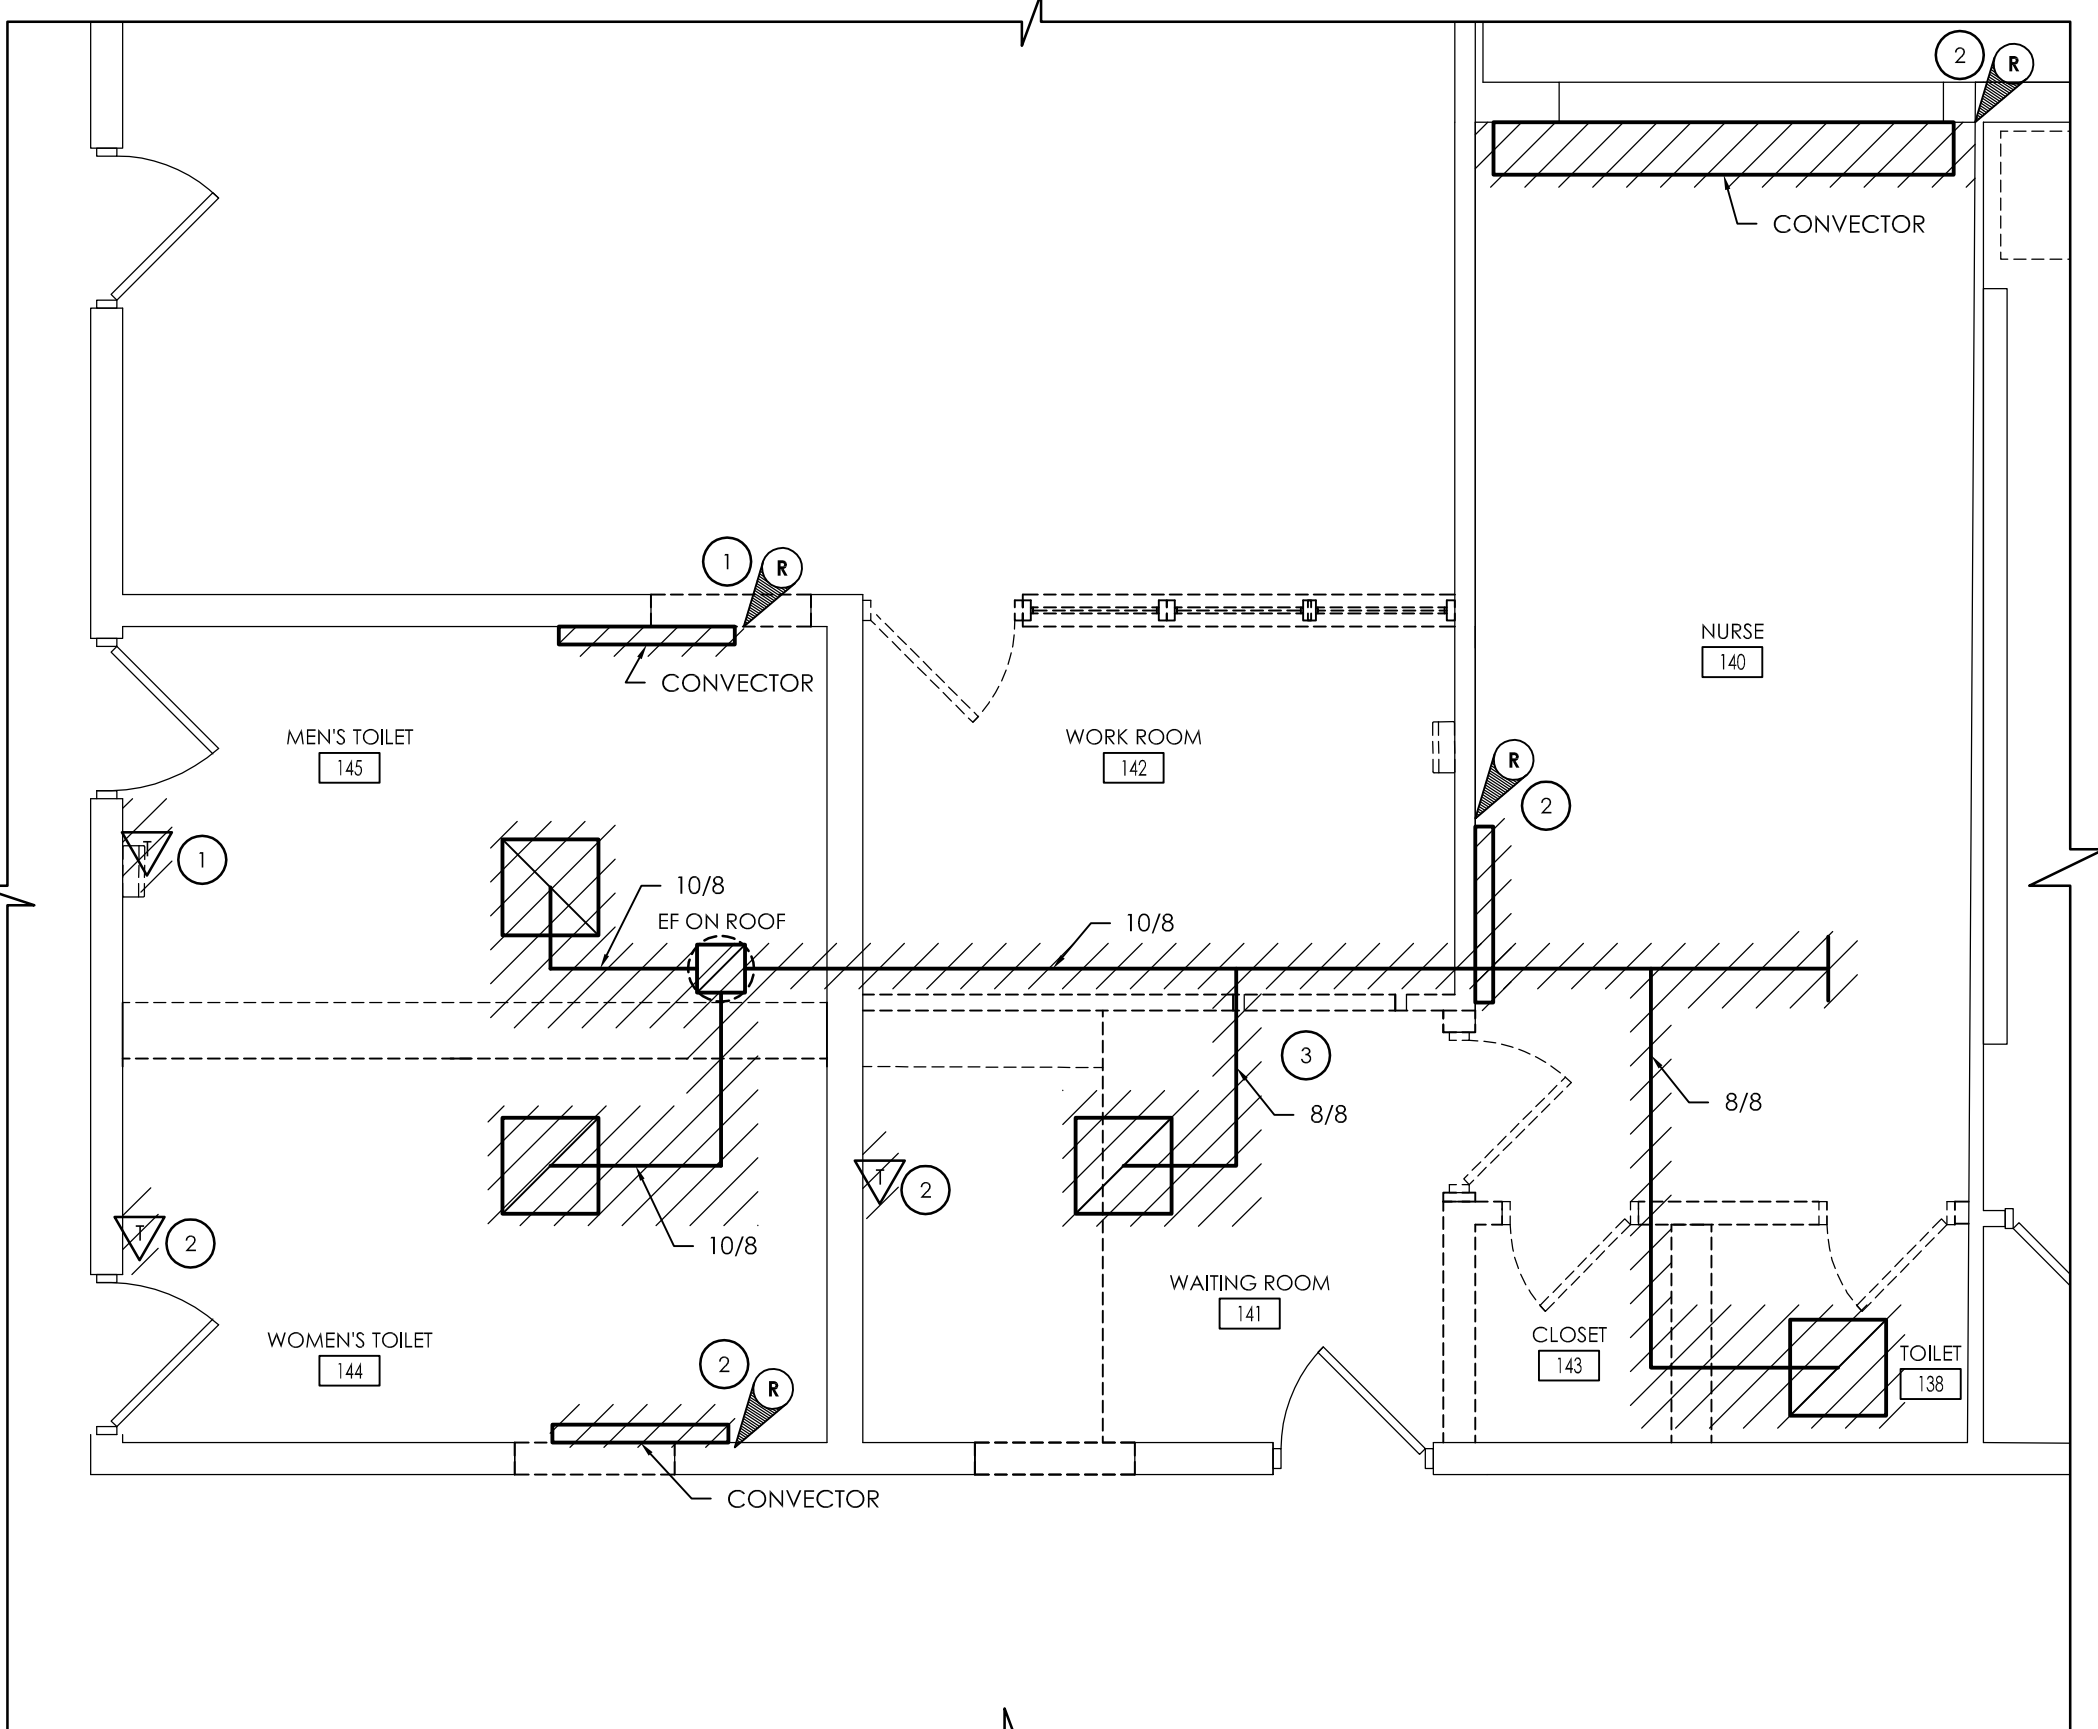 2
R
CONVECTOR
1
R
CONVECTOR
NURSE
140
MEN'S TOILET
145
WORK ROOM
142
R
2
T
1
10/8
EF ON ROOF
10/8
3
8/8
8/8
T
2
T
2
10/8
WAITING ROOM
141
WOMEN'S TOILET
144
CLOSET
143
TOILET
138
2
R
CONVECTOR